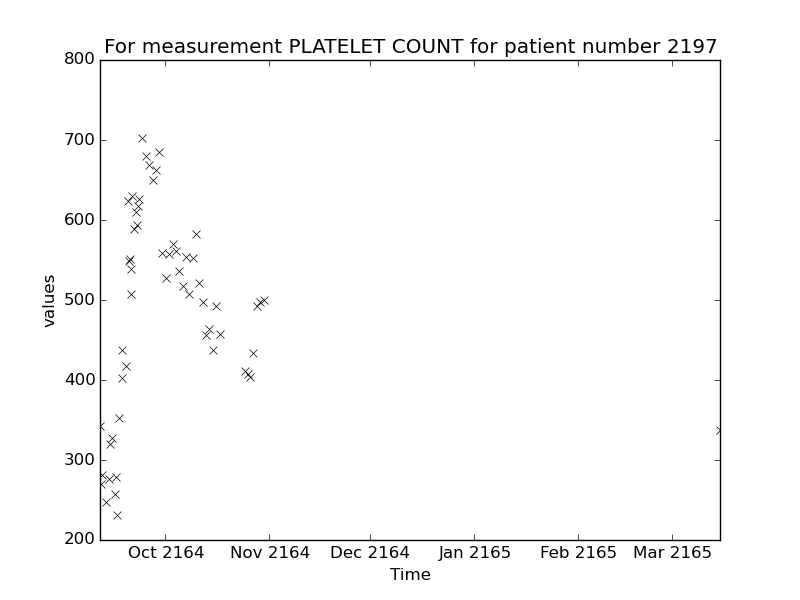 For measurement PLATELET COUNT for patient number 2197
800
700
600
500
400
300
200
values
Oct 2164 Nov 2164 Dec 2164 Jan 2165 Feb 2165 Mar 2165
Time